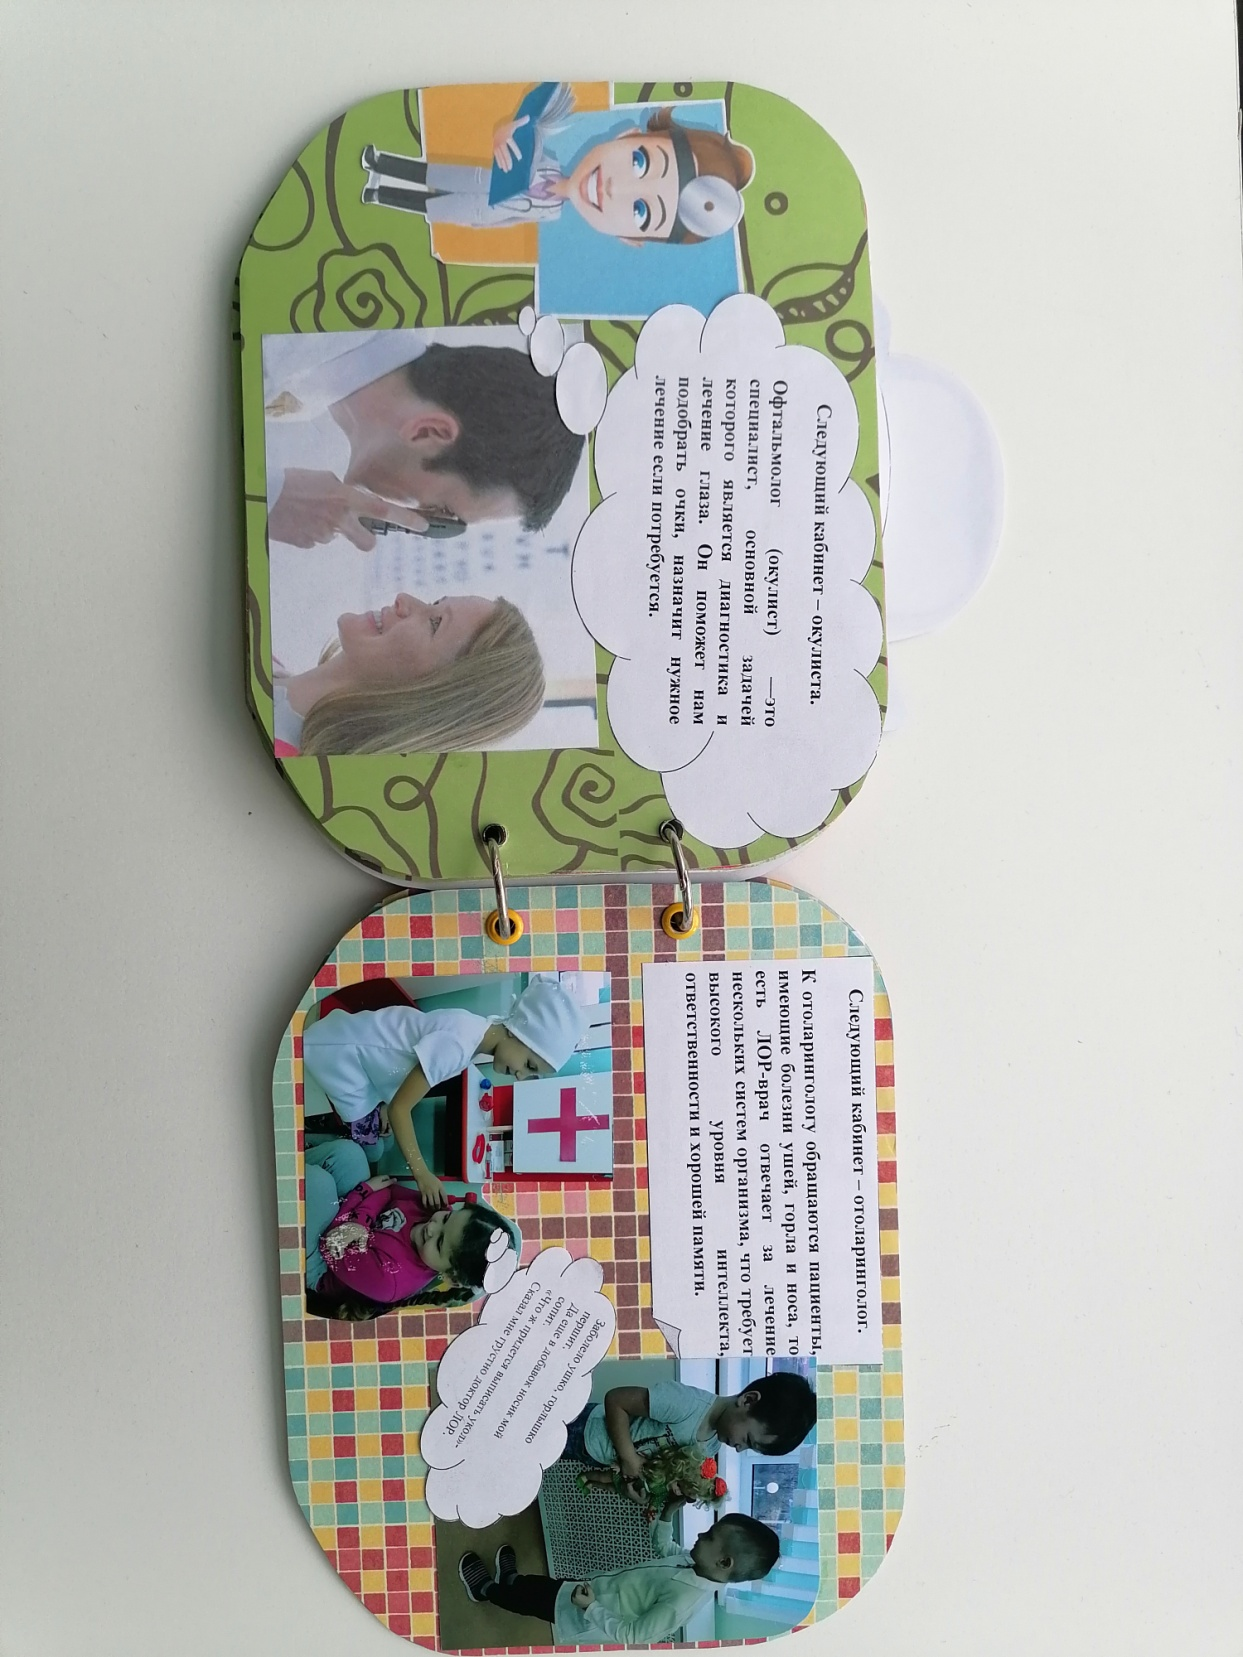 Следующий кабинет – окулиста.
Офтальмолог (окулист) —это
специалист, основной задачей
которого является диагностика и
лечение глаза. Он поможет нам
подобрать очки, назначит нужное
лечение если потребуется.
Следующий кабинет – отоларинголог.
К отоларингологу обращаются пациенты,
имеющие болезни ушей, горла и носа, то
есть ЛОР-врач отвечает за лечение
нескольких систем организма, что требует
высокого уровня интеллекта,
ответственности и хорошей памяти.
Заболело ушко, горлышко
першит,
Да еще в добавок носик мой
сопит.
«Что ж придется выписать укол»-
Сказал мне грустно доктор ЛОР.